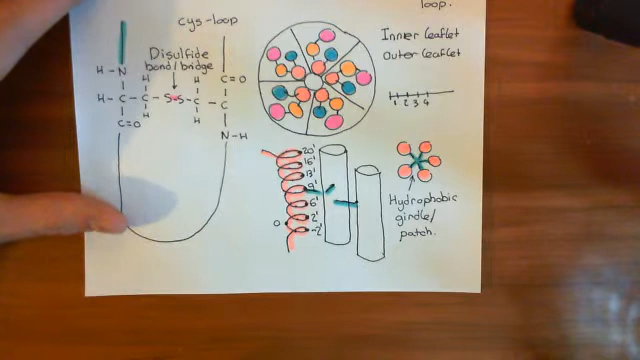 loop.
cys-loop
Disulfide
bond/bridge
H-N
H
H-C-C-S-S-C-C
H
C=O
H
C=O
H
N-H
Inner leaflet
Outer leaflet
1 2 3 4
20'
16'
13'
9'
6'
2'
0
-2'
Hydrophobic
girdle/
patch.